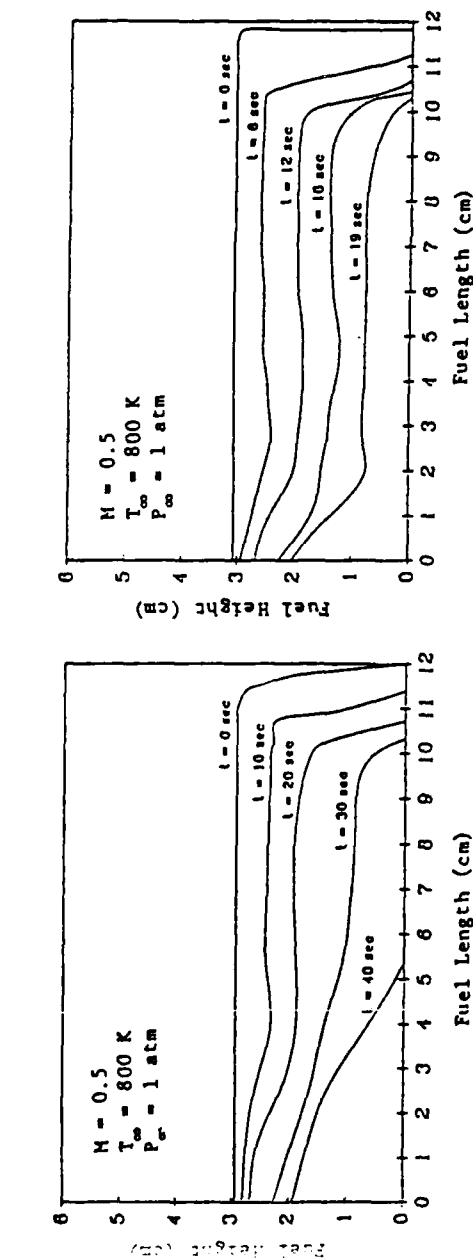 M = 0.5
T∞ = 800 K
P∞ = 1 atm
t = 0 sec
t = 10 sec
t = 20 sec
t = 30 sec
t = 40 sec
6
5
4
3
2
1
0
0 1 2 3 4 5 6 7 8 9 10 11 12
Fuel Height (cm)
Fuel Length (cm)
M = 0.5
T∞ = 800 K
P∞ = 1 atm
t = 0 sec
t = 6 sec
t = 12 sec
t = 16 sec
t = 19 sec
6
5
4
3
2
1
0
0 1 2 3 4 5 6 7 8 9 10 11 12
Fuel Height (cm)
Fuel Length (cm)